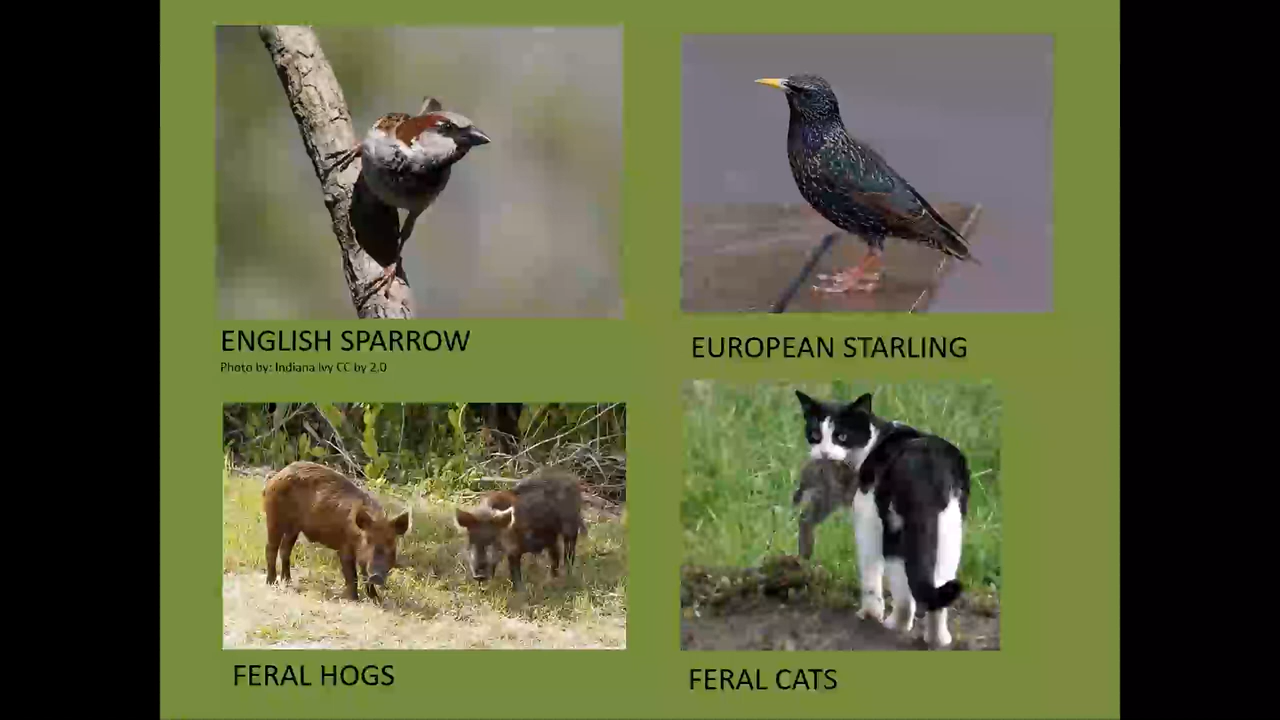 ENGLISH SPARROW
Photo by: Indiana Ivy CC by 2.0
EUROPEAN STARLING
FERAL HOGS
FERAL CATS